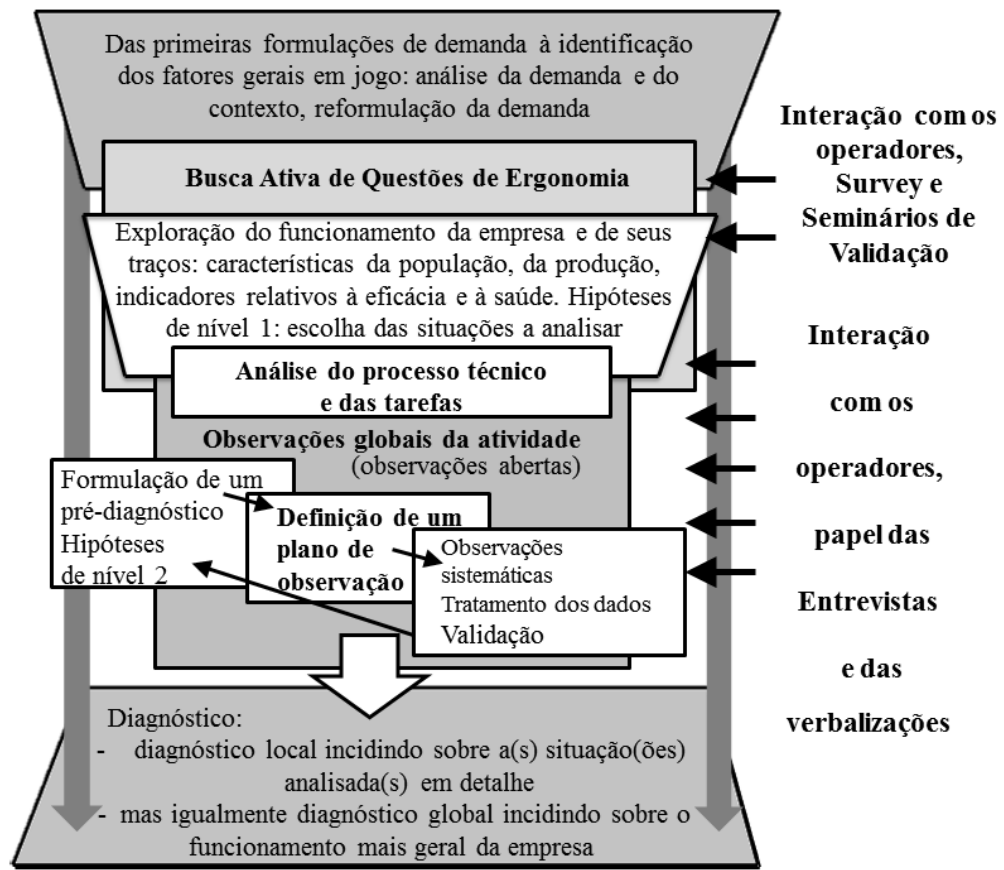 Das primeiras formulações de demanda à identificação
dos fatores gerais em jogo: análise da demanda e do
contexto, reformulação da demanda
Busca Ativa de Questões de Ergonomia
Exploração do funcionamento da empresa e de seus
traços: características da população, da produção,
indicadores relativos à eficácia e à saúde. Hipóteses
de nível 1: escolha das situações a analisar
Análise do processo técnico
e das tarefas
Observações globais da atividade
(observações abertas)
Formulação de um
pré-diagnóstico
Hipóteses
de nível 2
Definição de um
plano de
observação
Observações
sistemáticas
Tratamento dos dados
Validação
Diagnóstico:
- diagnóstico local incidindo sobre a(s) situação(ões)
analisada(s) em detalhe
- mas igualmente diagnóstico global incidindo sobre o
funcionamento mais geral da empresa
Interação com os
operadores,
Survey e
Seminários de
Validação
Interação
com os
operadores,
papel das
Entrevistas
e das
verbalizações